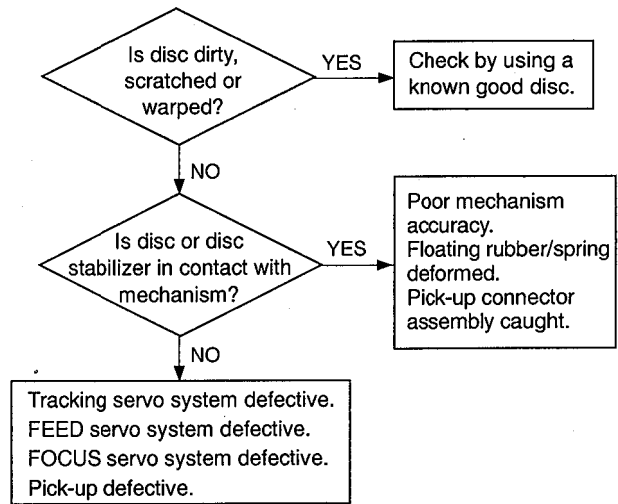 Is disc dirty,
scratched or
warped?
YES
Check by using a
known good disc.
NO
Is disc or disc
stabilizer in contact with
mechanism?
YES
Poor mechanism
accuracy.
Floating rubber/spring
deformed.
Pick-up connector
assembly caught.
NO
Tracking servo system defective.
FEED servo system defective.
FOCUS servo system defective.
Pick-up defective.